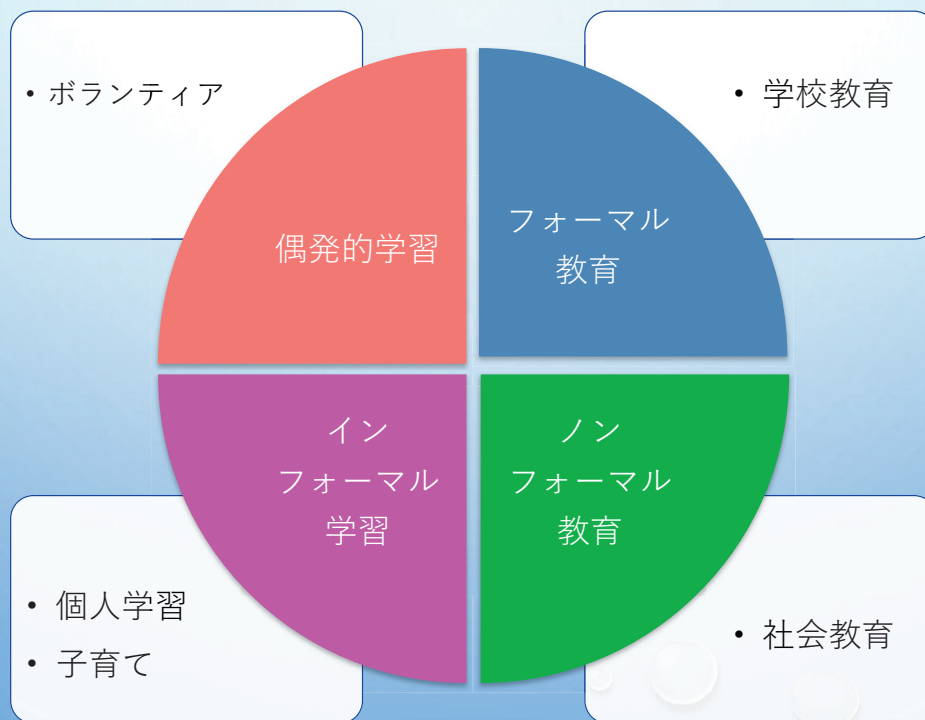 • ボランティア
• 学校教育
偶発的学習
フォーマル
教育
イン
フォーマル
学習
ノン
フォーマル
教育
• 個人学習
• 子育て
• 社会教育